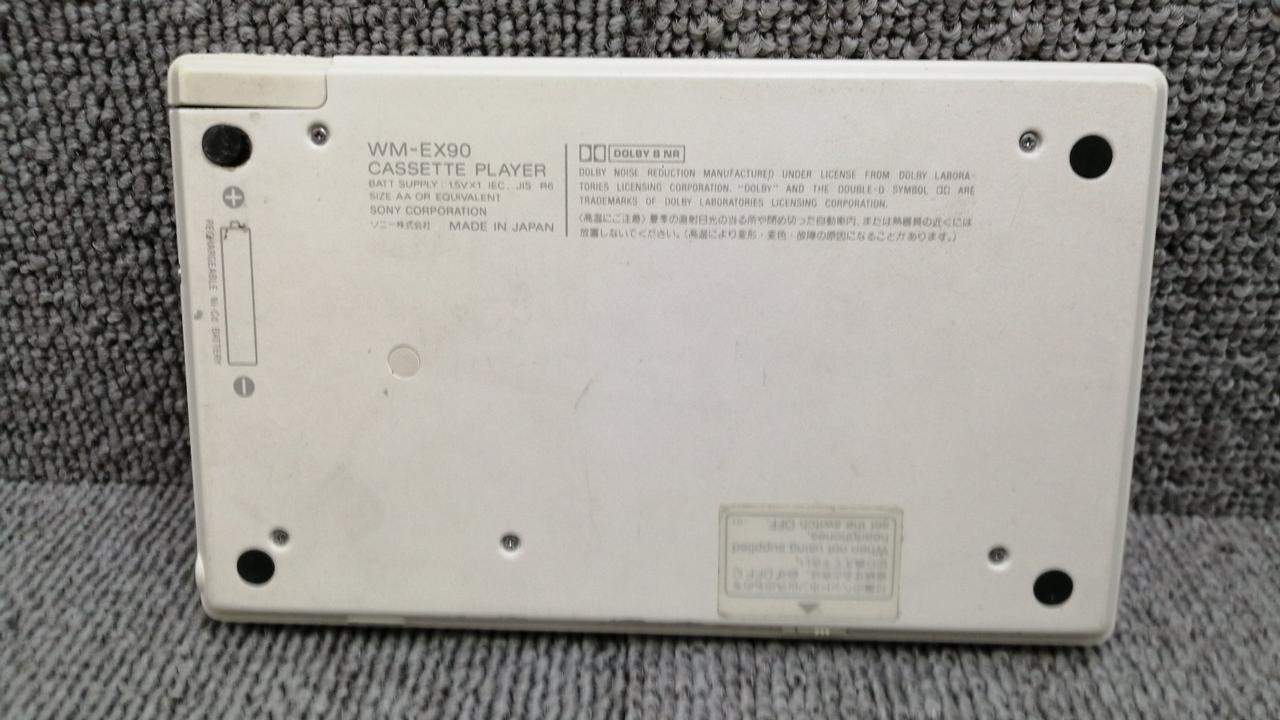 WM-EX90
CASSETTE PLAYER
BATT SUPPLY : 1.5V×1 IEC, JIS R6
SIZE AA OR EQUIVALENT
SONY CORPORATION
ソニー株式会社 MADE IN JAPAN
DOLBY B NR
DOLBY NOISE REDUCTION MANUFACTURED UNDER LICENSE FROM DOLBY LABORA-
TORIES LICENSING CORPORATION. "DOLBY" AND THE DOUBLE-D SYMBOL ARE
TRADEMARKS OF DOLBY LABORATORIES LICENSING CORPORATION.
〈高温にご注意〉夏季の直射日光の当る所や閉め切った自動車内、または熱器具の近くには
放置しないでください。(高温により変形・変色・故障の原因になることがあります。)
+
RECHARGEABLE Ni-Cd BATTERY
−
When not using supplied
headphones,
set the switch OFF.